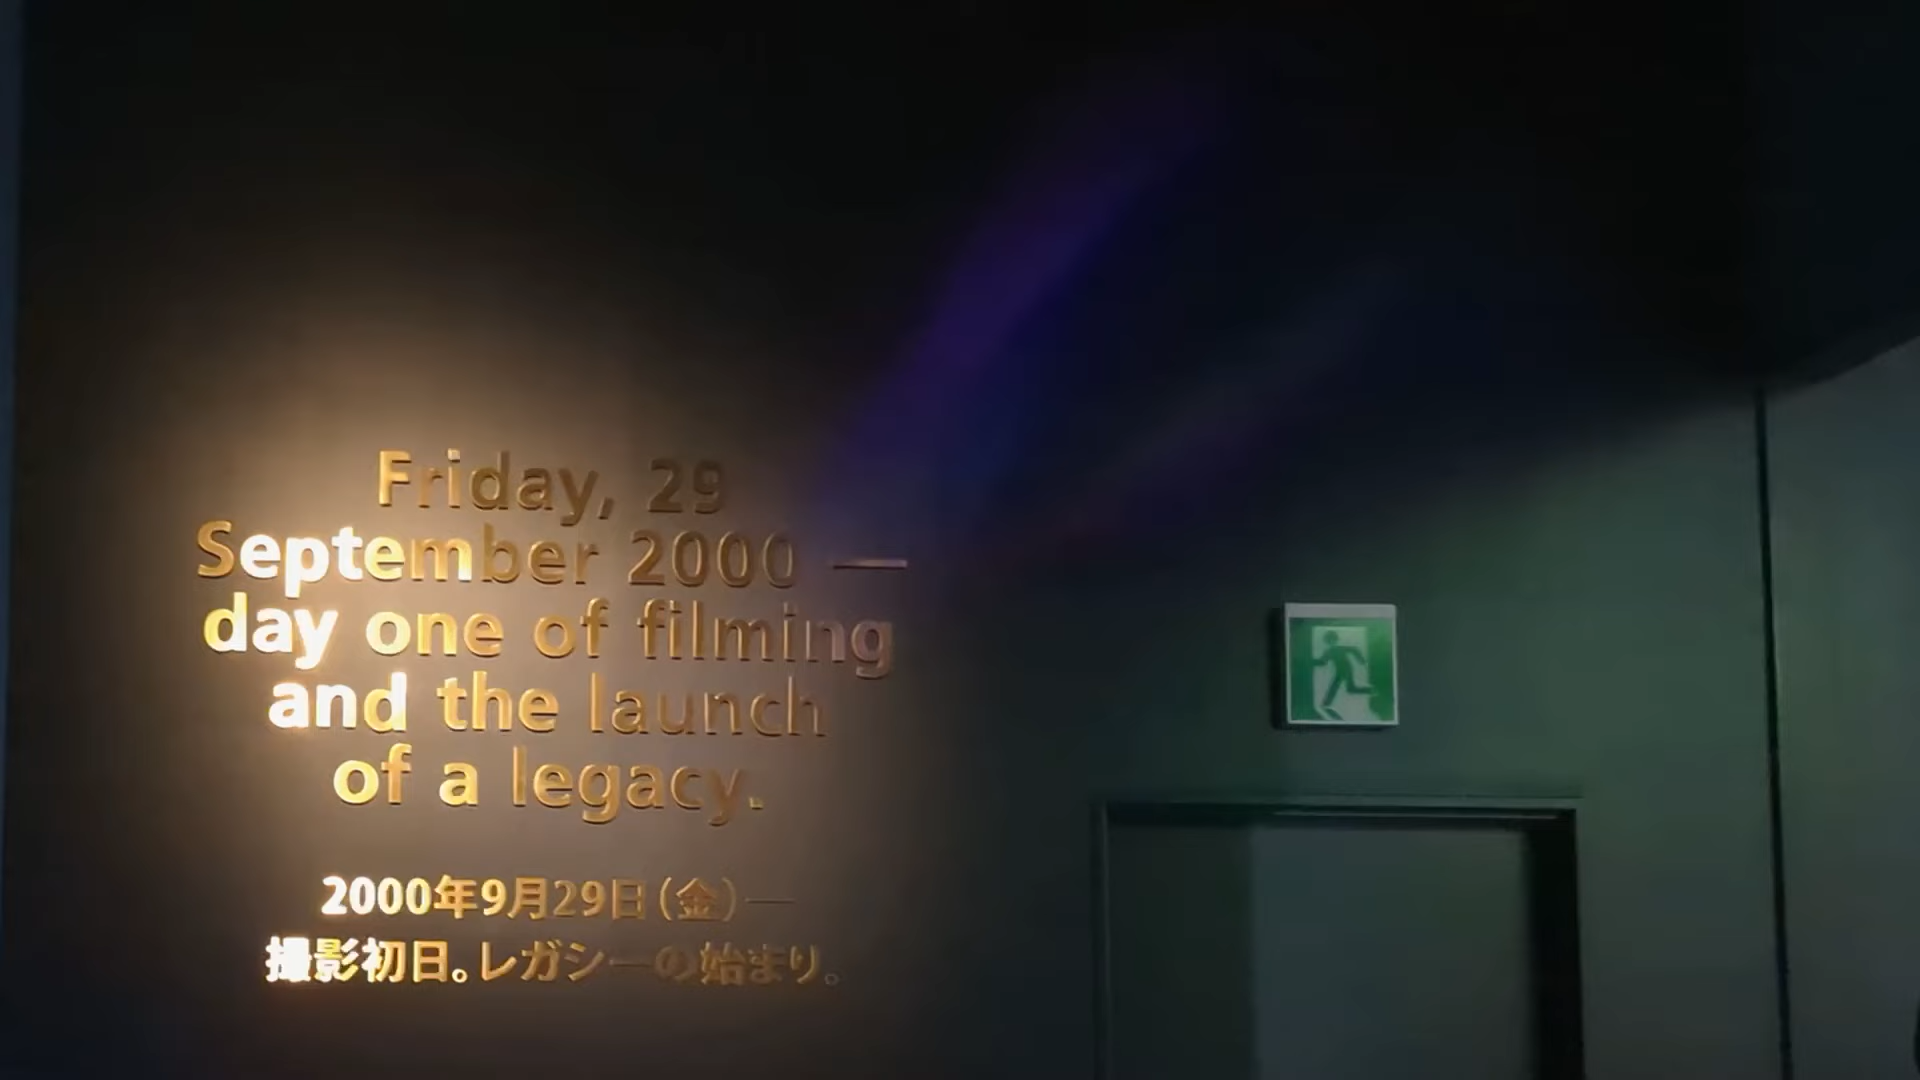 Friday, 29
September 2000 —
day one of filming
and the launch
of a legacy.
2000年9月29日（金）—
撮影初日。レガシーの始まり。